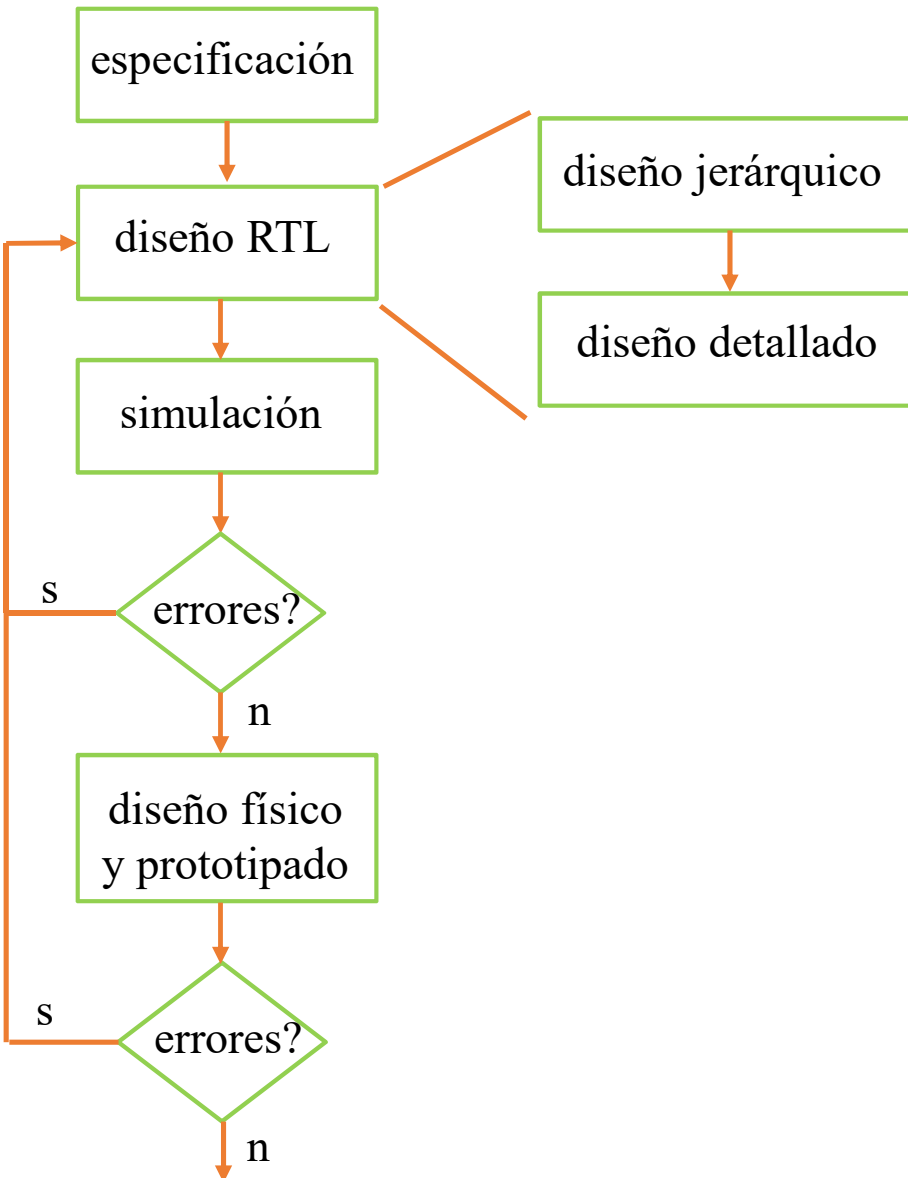 especificación
diseño RTL
diseño jerárquico
diseño detallado
simulación
errores?
s
n
diseño físico
y prototipado
errores?
s
n